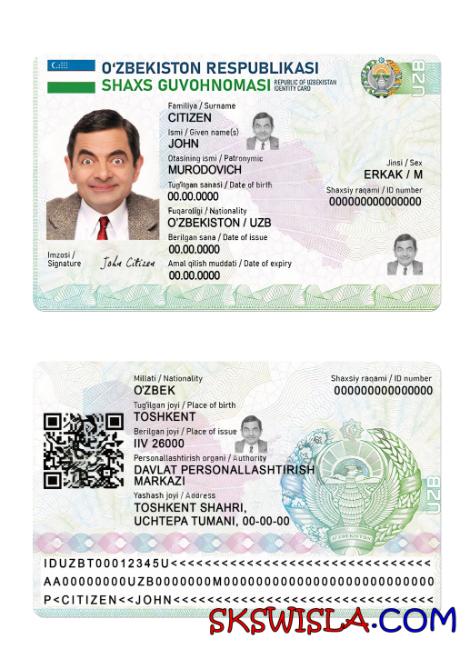 O'ZBEKISTON RESPUBLIKASI
SHAXS GUVOHNOMASI REPUBLIC OF UZBEKISTAN IDENTITY CARD
UZB
Familiya / Surname
CITIZEN
Ismi / Given name(s)
JOHN
Otasining ismi / Patronymic
MURODOVICH
Jinsi / Sex
ERKAK / M
Tug'ilgan sanasi / Date of birth
00.00.0000
Shaxsiy raqami / ID number
00000000000000
Fuqaroligi / Nationality
O'ZBEKISTON / UZB
Berilgan sana / Date of issue
00.00.0000
Amal qilish muddati / Date of expiry
00.00.0000
Imzosi /
Signature
John Citizen
Millati / Nationality
O'ZBEK
Shaxsiy raqami / ID number
00000000000000
Tug'ilgan joyi / Place of birth
TOSHKENT
Berilgan joyi / Place of issue
IIV 26000
Personallashtirish organi / Authority
DAVLAT PERSONALLASHTIRISH
MARKAZI
Yashash joyi / Address
TOSHKENT SHAHRI,
UCHTEPA TUMANI, 00-00-00
UZB
IDUZBT00012345U<<<<<<<<<<<<<<<<<<<<<<<<<<<<<<
AA00000000UZB0000000M00000000000000000000000
P<CITIZEN<<JOHN<<<<<<<<<<<<<<<<<<<<<<<<<<<<<<
SKSWISLA.COM